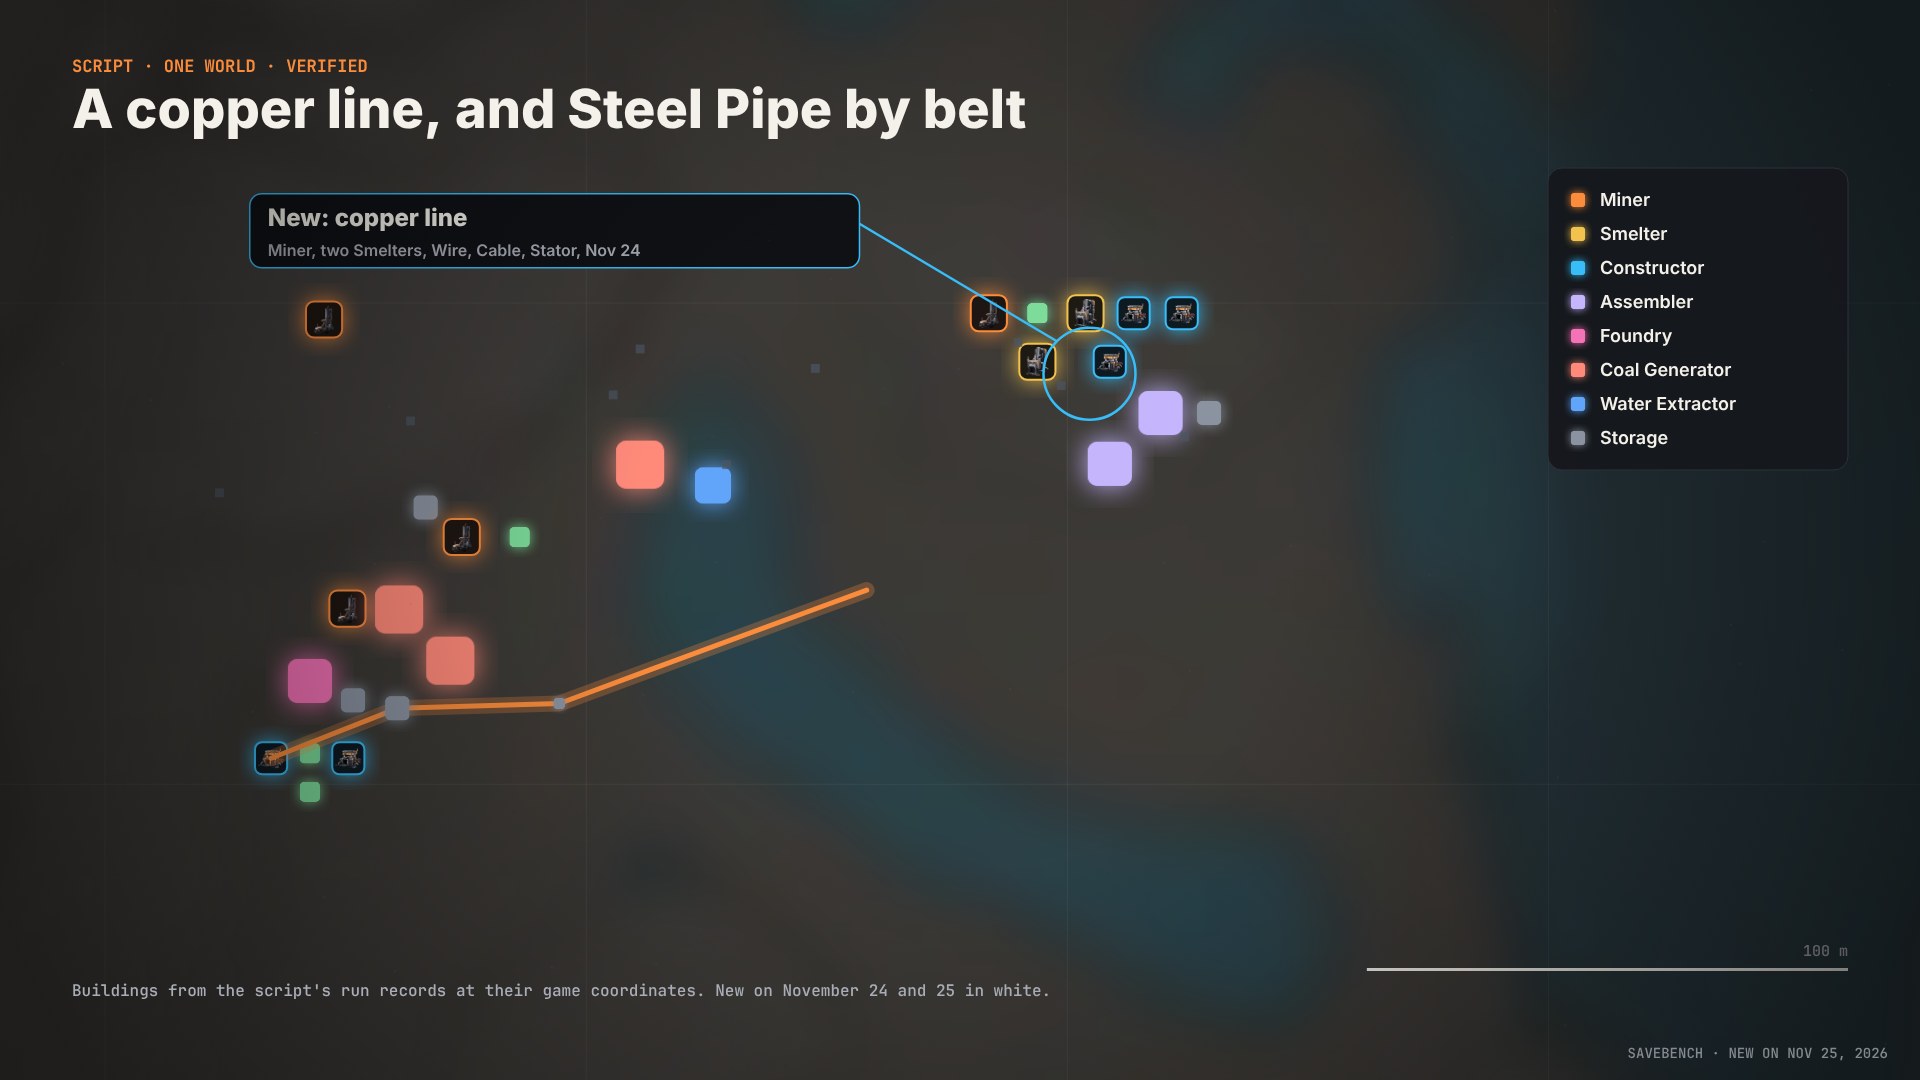 SCRIPT · ONE WORLD · VERIFIED
A copper line, and Steel Pipe by belt
New: copper line
Miner, two Smelters, Wire, Cable, Stator, Nov 24
Miner
Smelter
Constructor
Assembler
Foundry
Coal Generator
Water Extractor
Storage
100 m
Buildings from the script's run records at their game coordinates. New on November 24 and 25 in white.
SAVEBENCH · NEW ON NOV 25, 2026